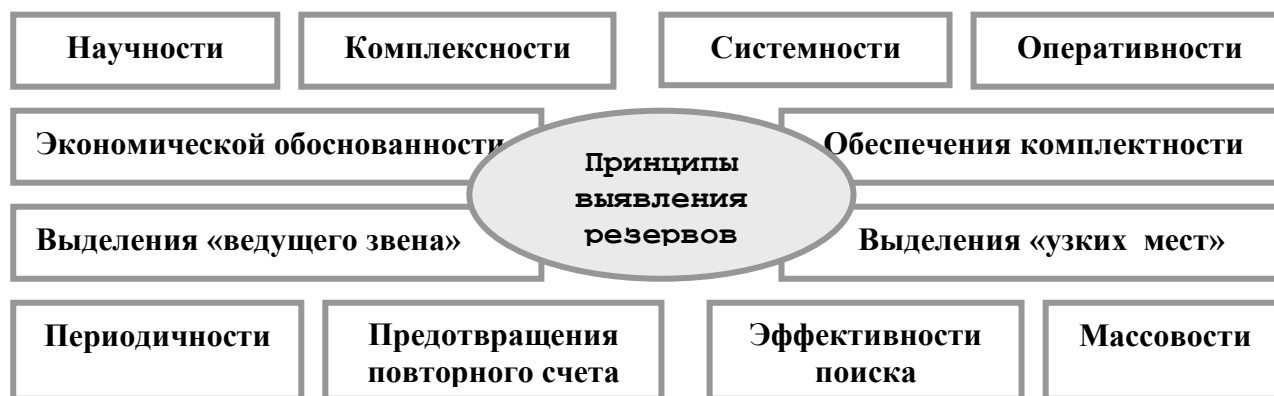 Научности
Комплексности
Системности
Оперативности
Экономической обоснованности
Принципы
выявления
резервов
Обеспечения комплектности
Выделения «ведущего звена»
Выделения «узких мест»
Периодичности
Предотвращения
повторного счета
Эффективности
поиска
Массовости